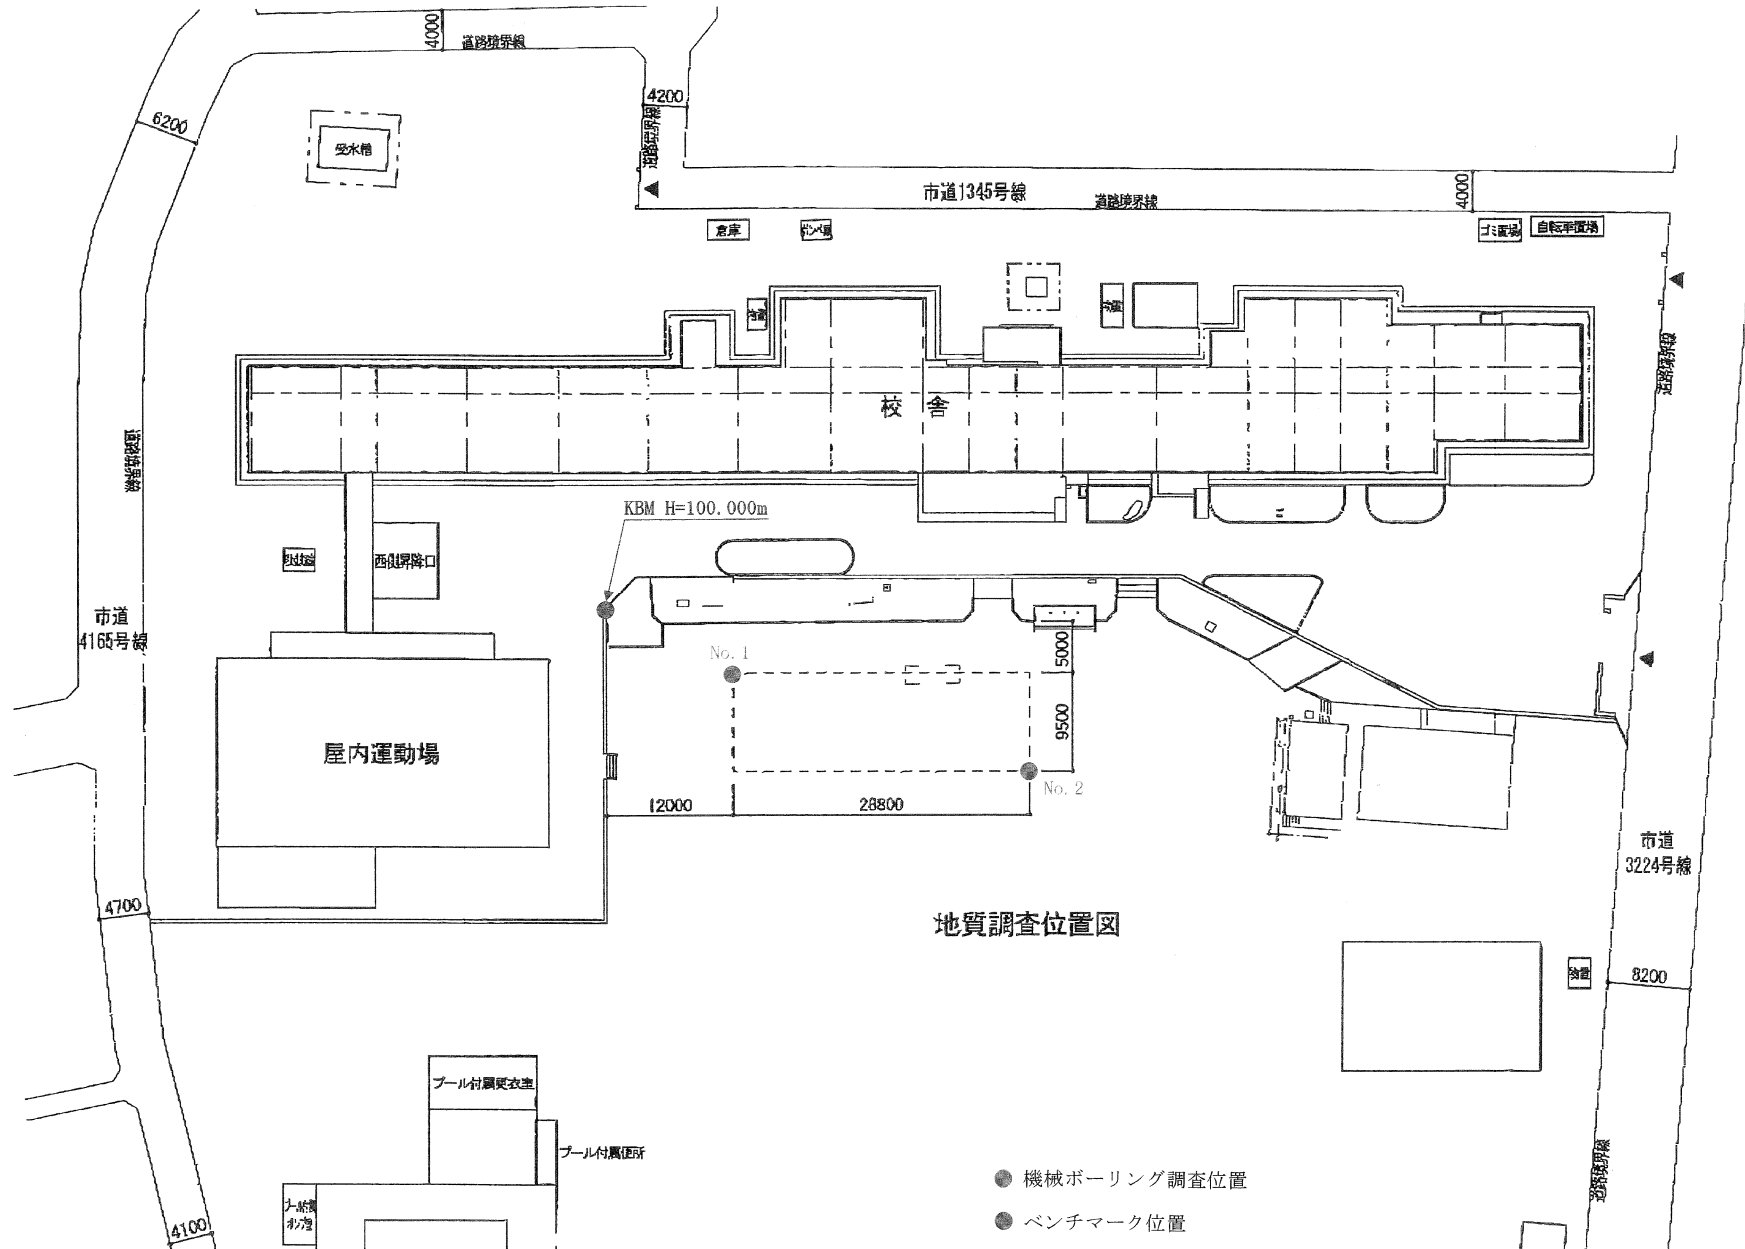 4000
道路境界線
4200
道路境界線
6200
受水槽
市道1345号線
道路境界線
4000
倉庫
ゴミ置場
自転車置場
道路境界線
校 舎
道路境界線
KBM H=100.000m
西側昇降口
市道
4165号線
No. 1
5000
9500
屋内運動場
No. 2
12000
28800
市道
3224号線
4700
地質調査位置図
物置
8200
プール付属更衣室
プール付属便所
道路境界線
機械ボーリング調査位置
ベンチマーク位置
4100